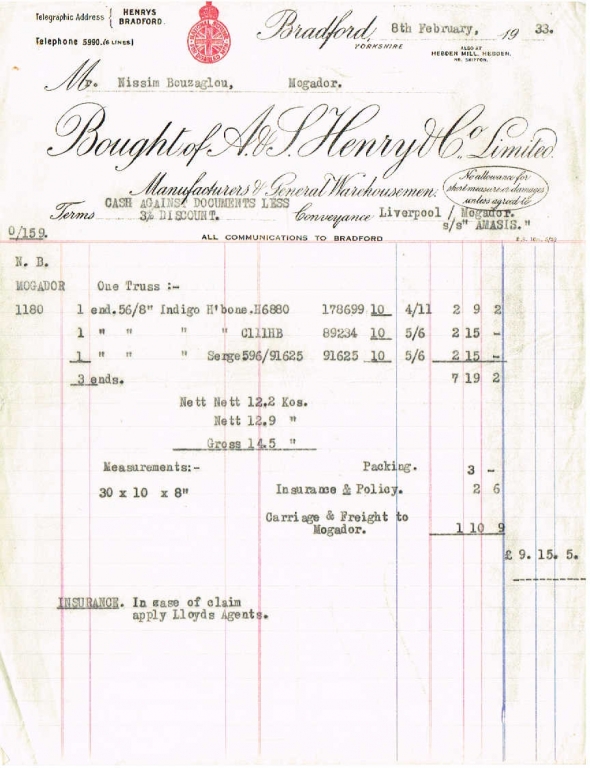 Telegraphic Address { HENRYS BRADFORD.
Telephone 5990.(6 LINES)
Bradford, 8th February, 1933.
YORKSHIRE
ALSO AT
HEBDEN MILL, HEBDEN.
NR. SKIPTON.
Mr. Nissim Bouzaglou, Mogador.
Bought of A. & S. Henry & Co. Limited.
Manufacturers & General Warehousemen.
No allowance for
short measure or damages
unless agreed to
Terms CASH AGAINST DOCUMENTS LESS
3¾% DISCOUNT.
Conveyance Liverpool / Mogador.
s/s" AMASIS."
0/159.
ALL COMMUNICATIONS TO BRADFORD
N. B.
MOGADOR One Truss :-
1180 1 end.56/8" Indigo H'bone.H6880 178699 10 4/11 2 9 2
1 " " " " C111HB 89234 10 5/6 2 15 -
1 " " " Serge 596/91625 91625 10 5/6 2 15 -
3 ends. 7 19 2
Nett Nett 12.2 Kos.
Nett 12.9 "
Gross 14.5 "
Measurements:- Packing. 3 -
30 x 10 x 8" Insurance & Policy. 2 6
Carriage & Freight to
Mogador. 1 10 9
£ 9. 15. 5.
INSURANCE. In case of claim
apply Lloyds Agents.